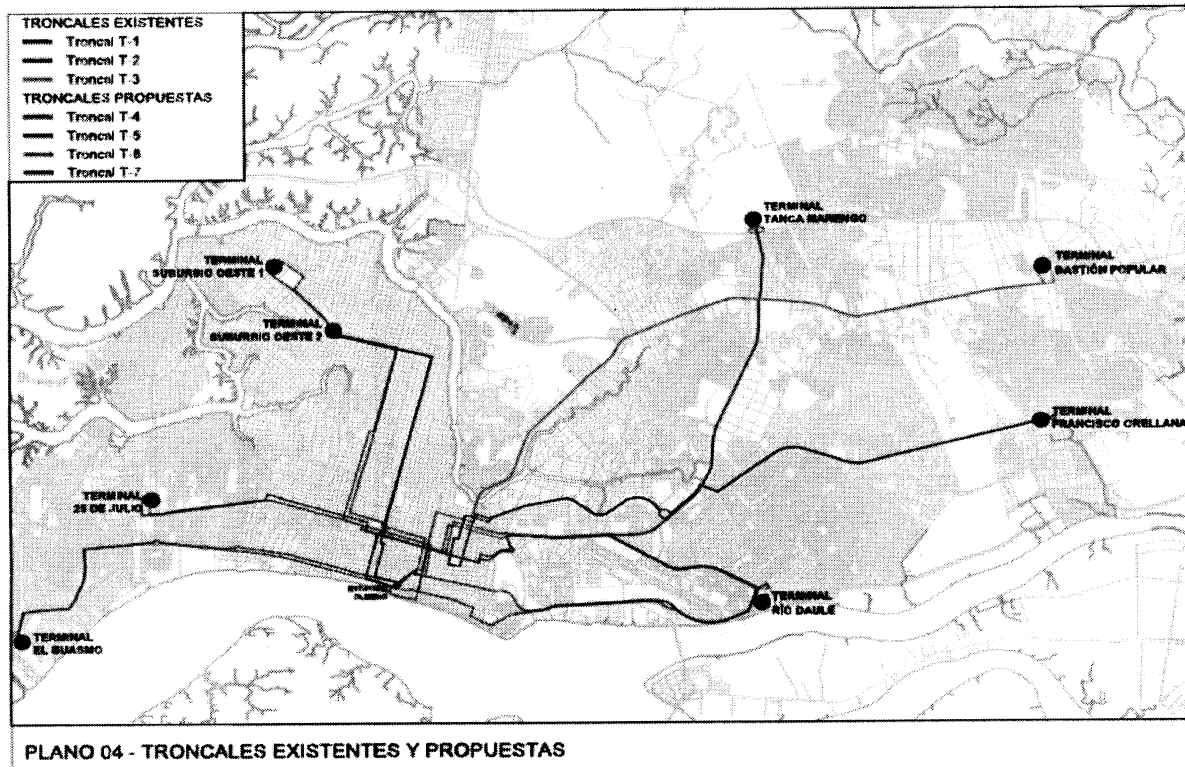 TRONCALES EXISTENTES
Troncal T-1
Troncal T-2
Troncal T-3
TRONCALES PROPUESTAS
Troncal T-4
Troncal T-5
Troncal T-6
Troncal T-7
TERMINAL
TANCA MARENGO
TERMINAL
SUBURBIO OESTE 1
TERMINAL
BASTIÓN POPULAR
TERMINAL
SUBURBIO OESTE 2
TERMINAL
FRANCISCO ORELLANA
TERMINAL
25 DE JULIO
TERMINAL
RÍO DAULE
TERMINAL
EL GUASMO
PLANO 04 - TRONCALES EXISTENTES Y PROPUESTAS